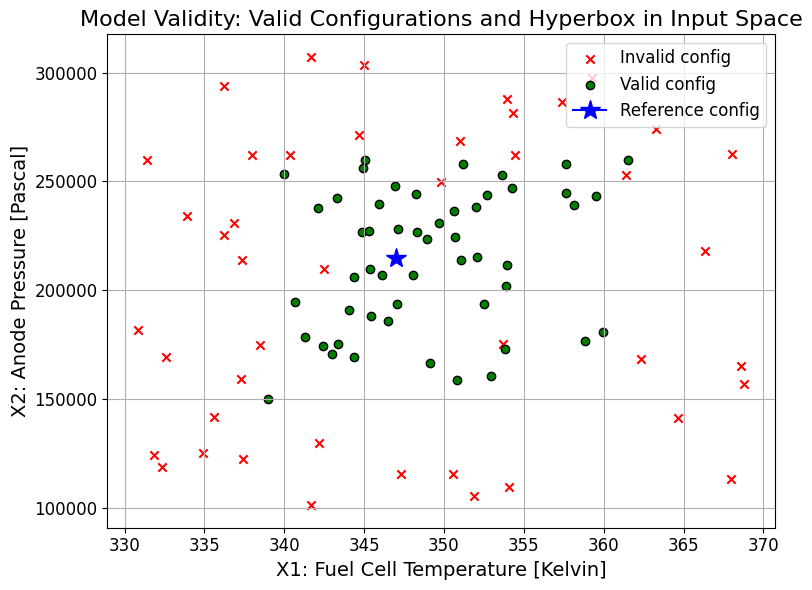 Model Validity: Valid Configurations and Hyperbox in Input Space
Invalid config
Valid config
Reference config
X2: Anode Pressure [Pascal]
300000
250000
200000
150000
100000
330 335 340 345 350 355 360 365 370
X1: Fuel Cell Temperature [Kelvin]